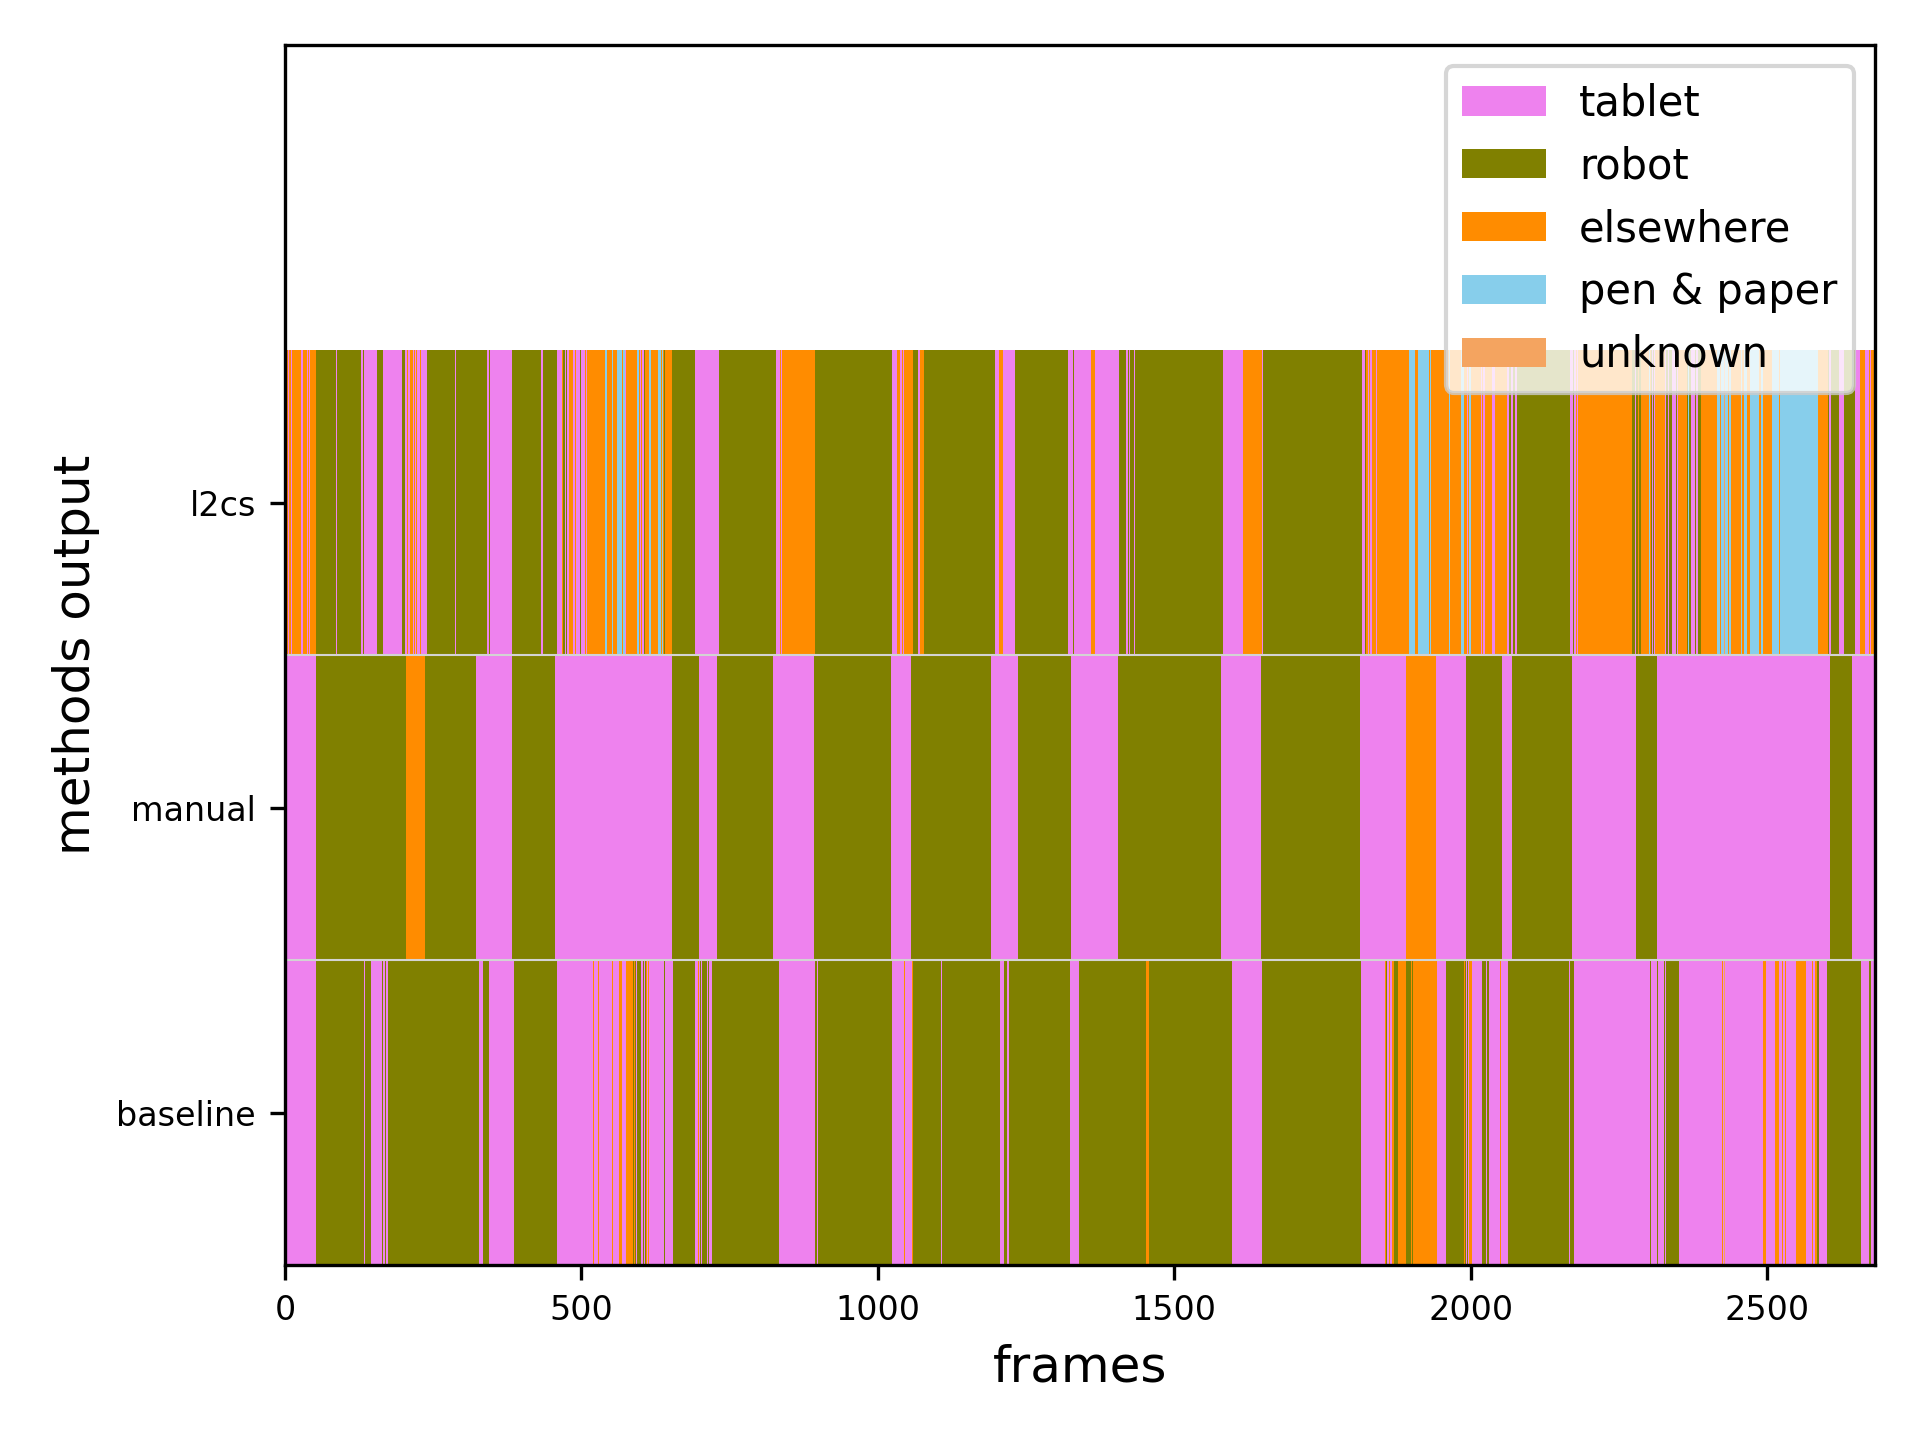 tablet
robot
elsewhere
pen & paper
unknown
methods output
l2cs
manual
baseline
0 500 1000 1500 2000 2500
frames